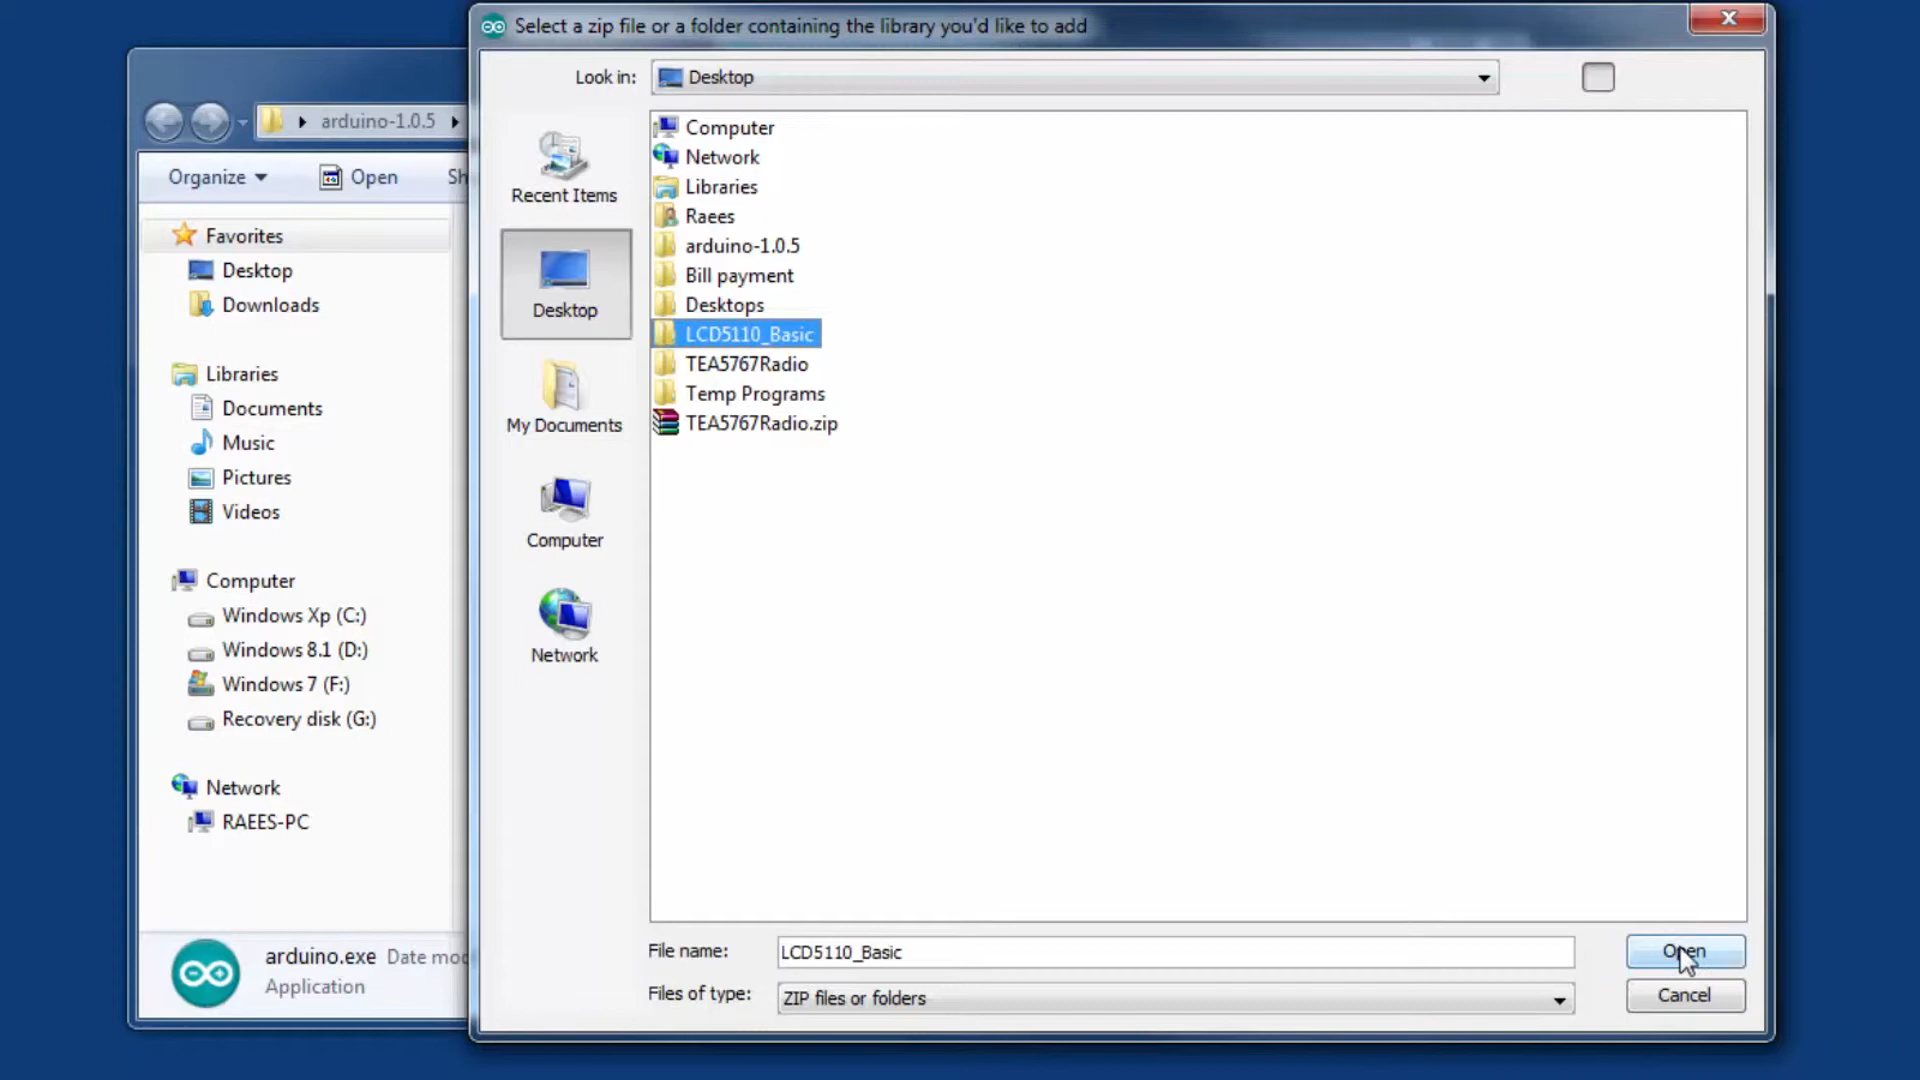 Select a zip file or a folder containing the library you'd like to add
Look in: Desktop
arduino-1.0.5
Organize Open Sh
Favorites
Desktop
Downloads
Libraries
Documents
Music
Pictures
Videos
Computer
Windows Xp (C:)
Windows 8.1 (D:)
Windows 7 (F:)
Recovery disk (G:)
Network
RAEES-PC
arduino.exe Date mod
Application
Recent Items
Desktop
My Documents
Computer
Network
Computer
Network
Libraries
Raees
arduino-1.0.5
Bill payment
Desktops
LCD5110_Basic
TEA5767Radio
Temp Programs
TEA5767Radio.zip
File name: LCD5110_Basic
Open
Files of type: ZIP files or folders
Cancel